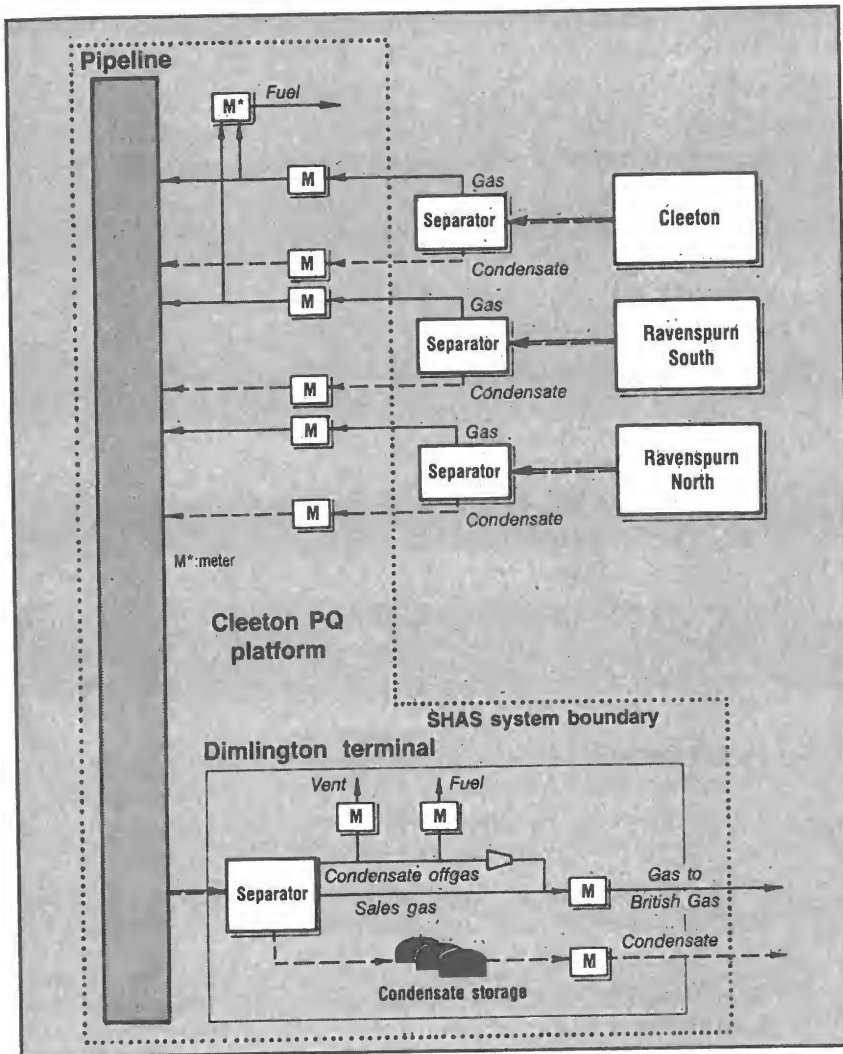 Pipeline
M*
Fuel
M
Gas
Separator
Cleeton
M
Condensate
M
Gas
Separator
Ravenspurn
South
M
Condensate
M
Gas
Separator
Ravenspurn
North
M
Condensate
M*:meter
Cleeton PQ
platform
SHAS system boundary
Dimlington terminal
Vent
Fuel
M
M
Separator
Condensate offgas
Sales gas
M
Gas to
British Gas
Condensate storage
M
Condensate